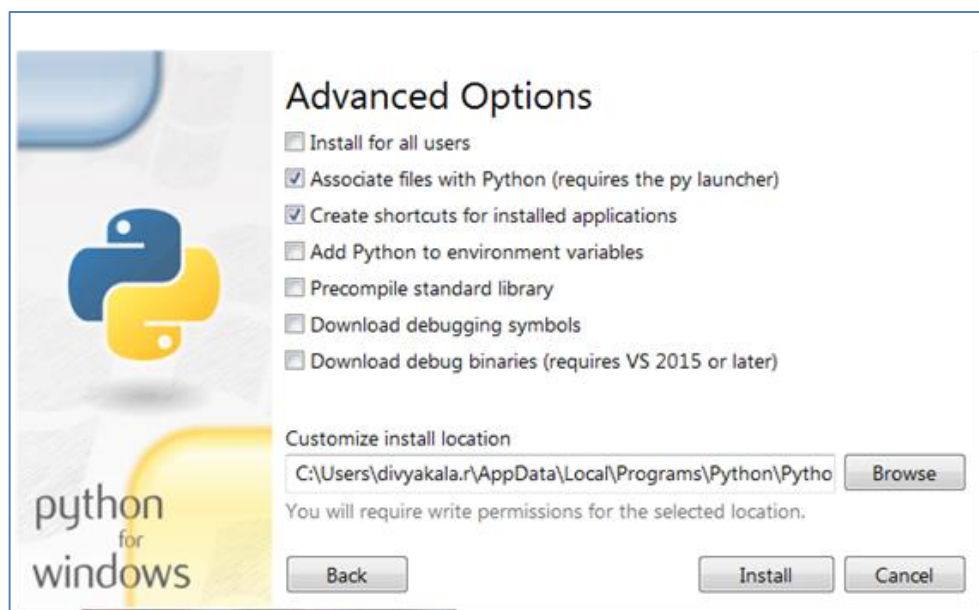 Advanced Options
Install for all users
Associate files with Python (requires the py launcher)
Create shortcuts for installed applications
Add Python to environment variables
Precompile standard library
Download debugging symbols
Download debug binaries (requires VS 2015 or later)
Customize install location
C:\Users\divyakala.r\AppData\Local\Programs\Python\Pytho
Browse
You will require write permissions for the selected location.
python
for
windows
Back
Install
Cancel